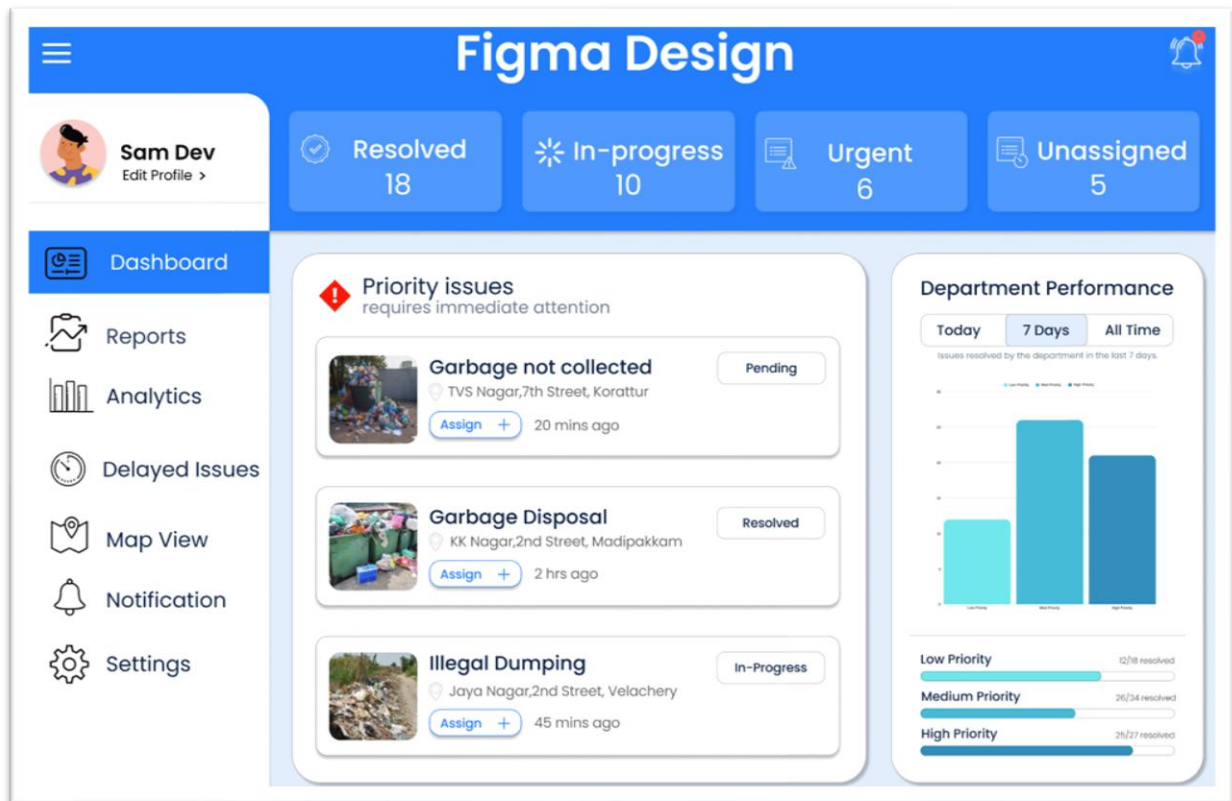 Figma Design
Sam Dev
Edit Profile >
Resolved
18
In-progress
10
Urgent
6
Unassigned
5
Dashboard
Reports
Analytics
Delayed Issues
Map View
Notification
Settings
Priority issues
requires immediate attention
Garbage not collected
Pending
TVS Nagar,7th Street, Korattur
Assign +
20 mins ago
Garbage Disposal
Resolved
KK Nagar,2nd Street, Madipakkam
Assign +
2 hrs ago
Illegal Dumping
In-Progress
Jaya Nagar,2nd Street, Velachery
Assign +
45 mins ago
Department Performance
Today 7 Days All Time
Issues resolved by the department in the last 7 days.
Low Priority
12/18 resolved
Medium Priority
26/34 resolved
High Priority
25/27 resolved